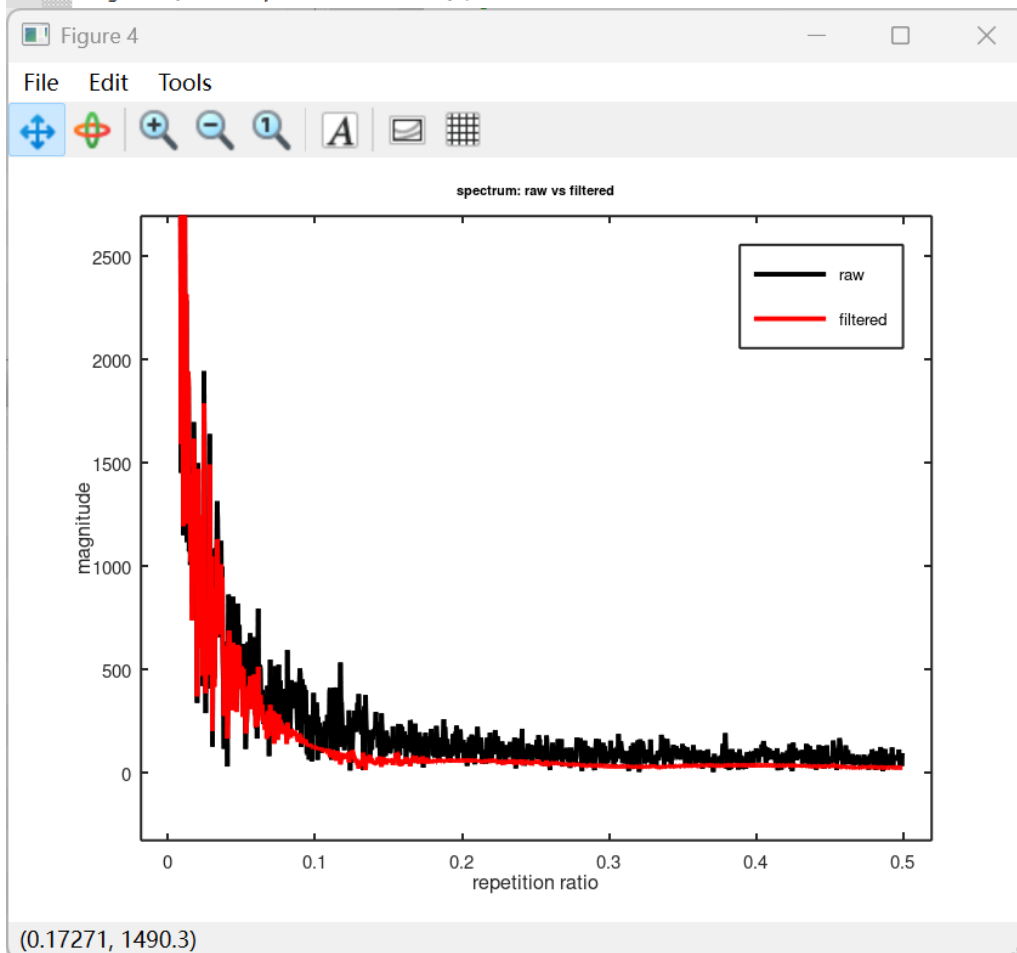 Figure 4
File Edit Tools
1
A
spectrum: raw vs filtered
2500
2000
1500
1000
500
0
magnitude
raw
filtered
0 0.1 0.2 0.3 0.4 0.5
repetition ratio
(0.17271, 1490.3)